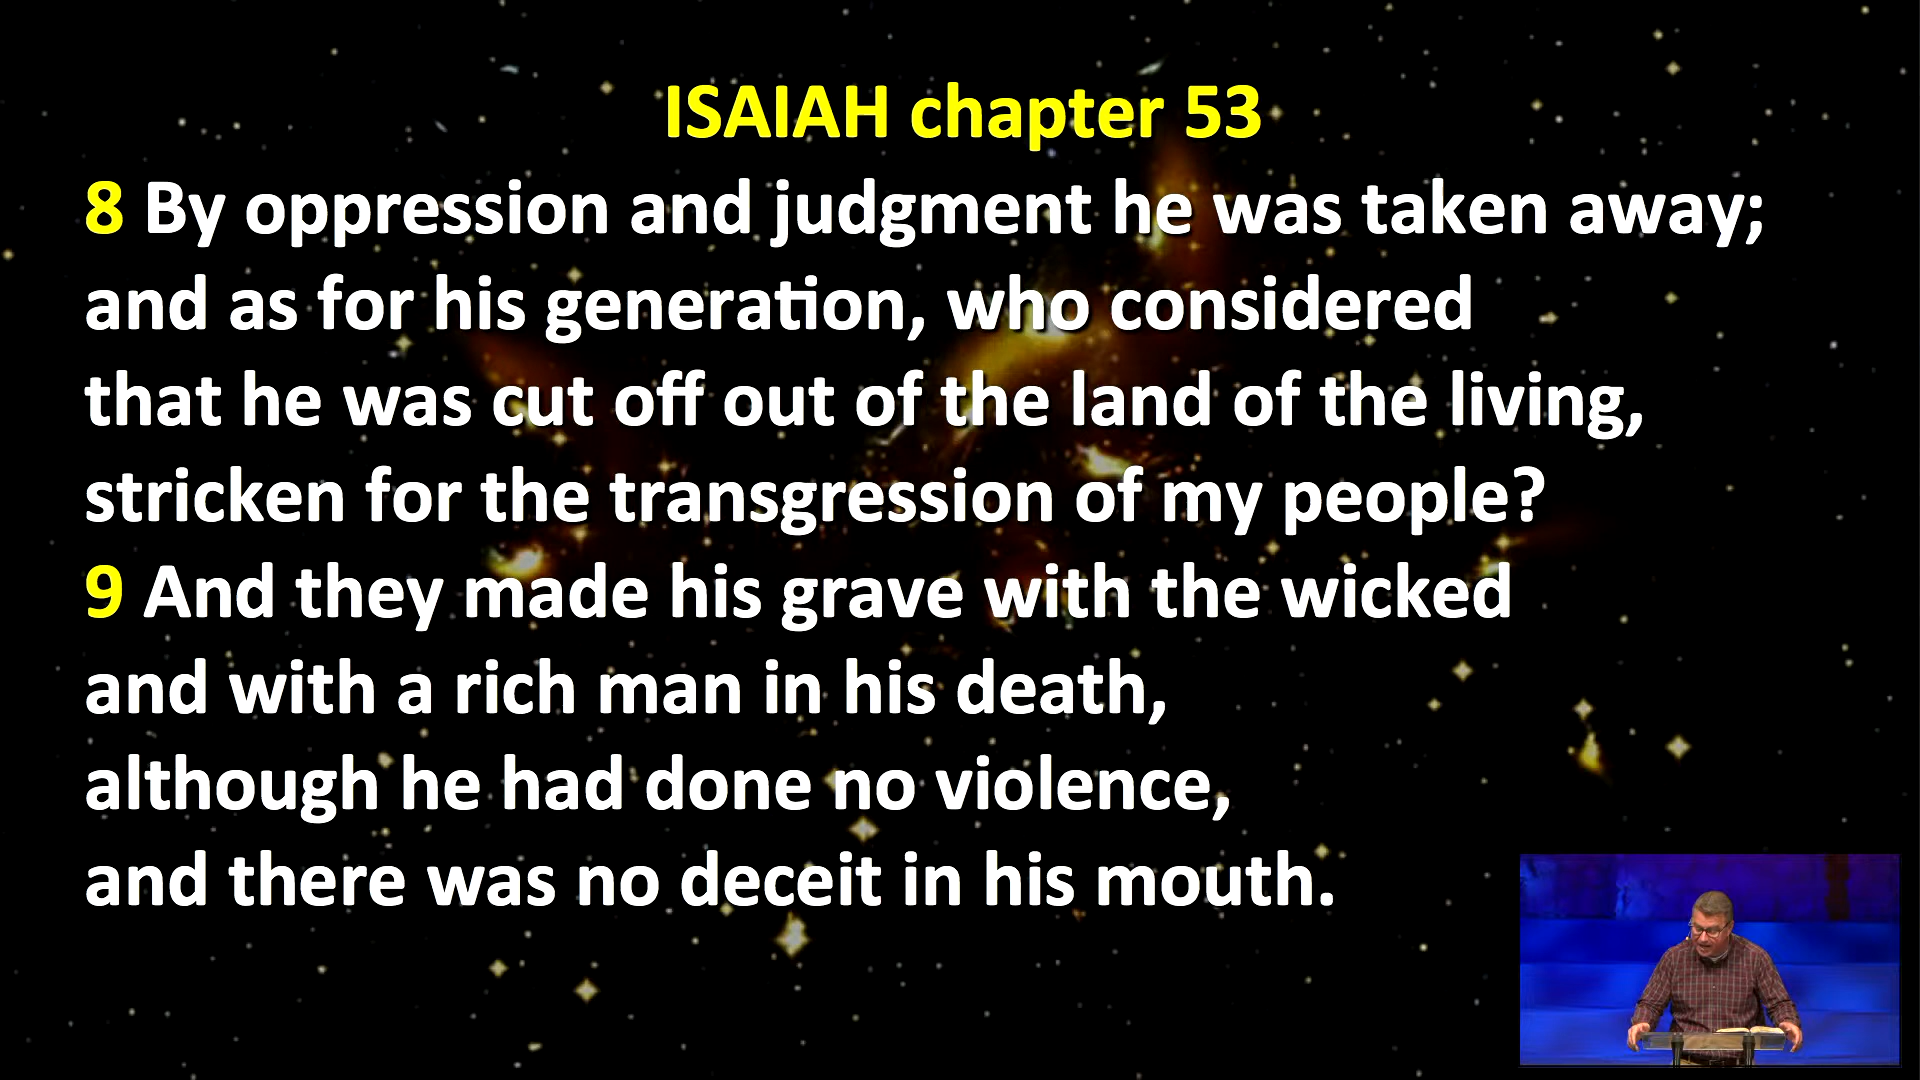 ISAIAH chapter 53
8 By oppression and judgment he was taken away;
and as for his generation, who considered
that he was cut off out of the land of the living,
stricken for the transgression of my people?
9 And they made his grave with the wicked
and with a rich man in his death,
although he had done no violence,
and there was no deceit in his mouth.